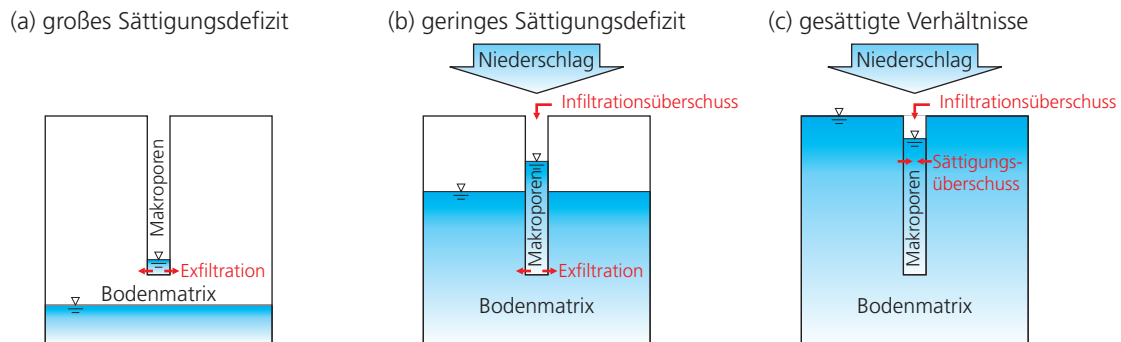 (a) großes Sättigungsdefizit
Makroporen
Exfiltration
Bodenmatrix
(b) geringes Sättigungsdefizit
Niederschlag
Infiltrationsüberschuss
Makroporen
Exfiltration
Bodenmatrix
(c) gesättigte Verhältnisse
Niederschlag
Infiltrationsüberschuss
Makroporen
Sättigungs-
überschuss
Bodenmatrix